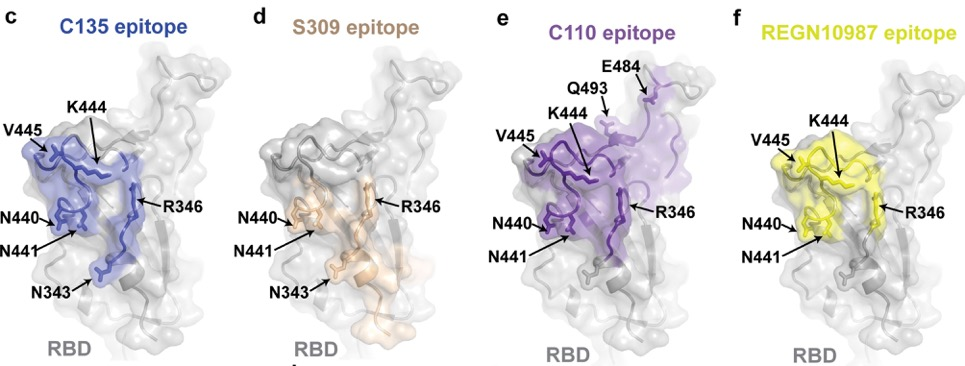 c
C135 epitope
K444
V445
N440
N441
N343
R346
RBD
d
S309 epitope
N440
N441
N343
R346
RBD
e
C110 epitope
E484
Q493
K444
V445
N440
N441
R346
RBD
f
REGN10987 epitope
K444
V445
N440
N441
R346
RBD